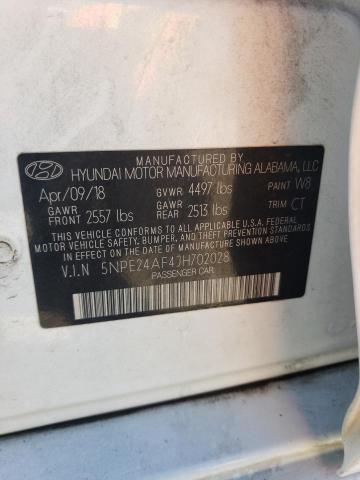 MANUFACTURED BY
HYUNDAI MOTOR MANUFACTURING ALABAMA, LLC
Apr/09/18 GVWR 4497 lbs PAINT W8
GAWR FRONT 2557 lbs GAWR REAR 2513 lbs TRIM CT
THIS VEHICLE CONFORMS TO ALL APPLICABLE U.S.A. FEDERAL
BUMPER, SAFETY, AND THEFT PREVENTION STANDARDS IN EFFECT ON
THE DATE OF MANUFACTURE SHOWN ABOVE.
V.I.N 5NPE24AF4JH702028
PASSENGER CAR